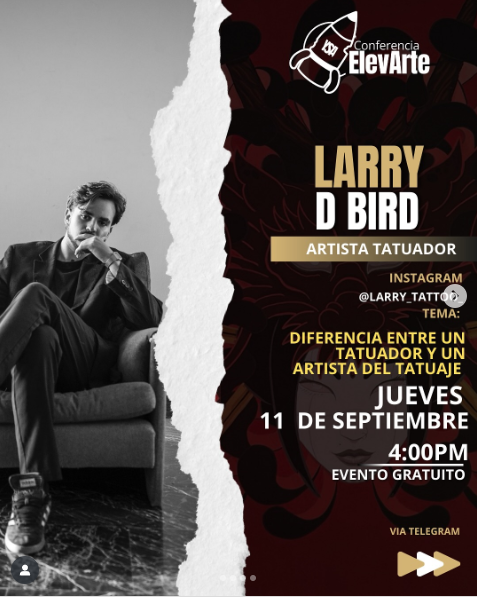 Conferencia
ElevArte
LARRY
D BIRD
ARTISTA TATUADOR
INSTAGRAM
@LARRY_TATTO
TEMA:
DIFERENCIA ENTRE UN
TATUADOR Y UN
ARTISTA DEL TATUAJE
JUEVES
11 DE SEPTIEMBRE
4:00PM
EVENTO GRATUITO
VIA TELEGRAM